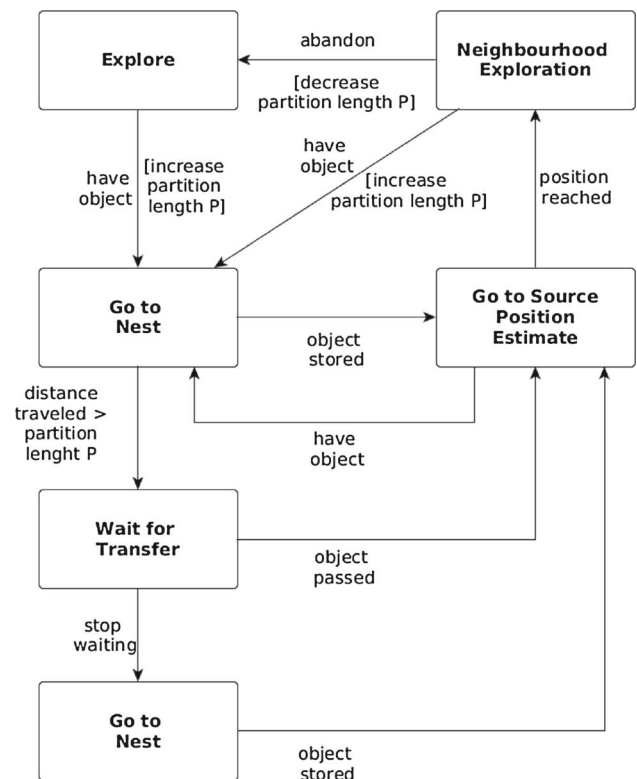 Explore
abandon
Neighbourhood
Exploration
[decrease
partition length P]
have
object
[increase
partition
length P]
have
object
[increase
partition length P]
position
reached
Go to
Nest
object
stored
Go to Source
Position
Estimate
distance
traveled >
partition
lenght P
have
object
Wait for
Transfer
object
passed
stop
waiting
Go to
Nest
object
stored